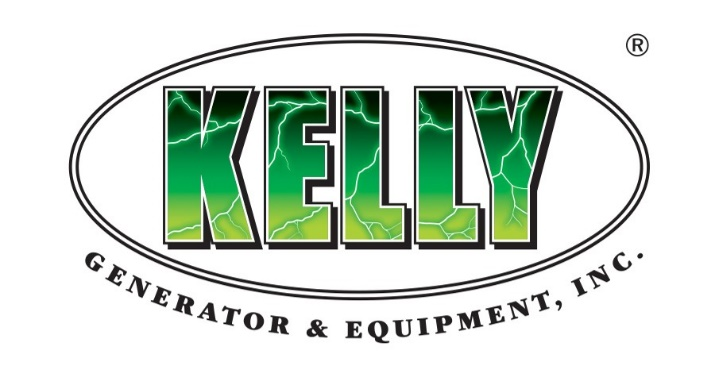 ®
KELLY
GENERATOR & EQUIPMENT, INC.